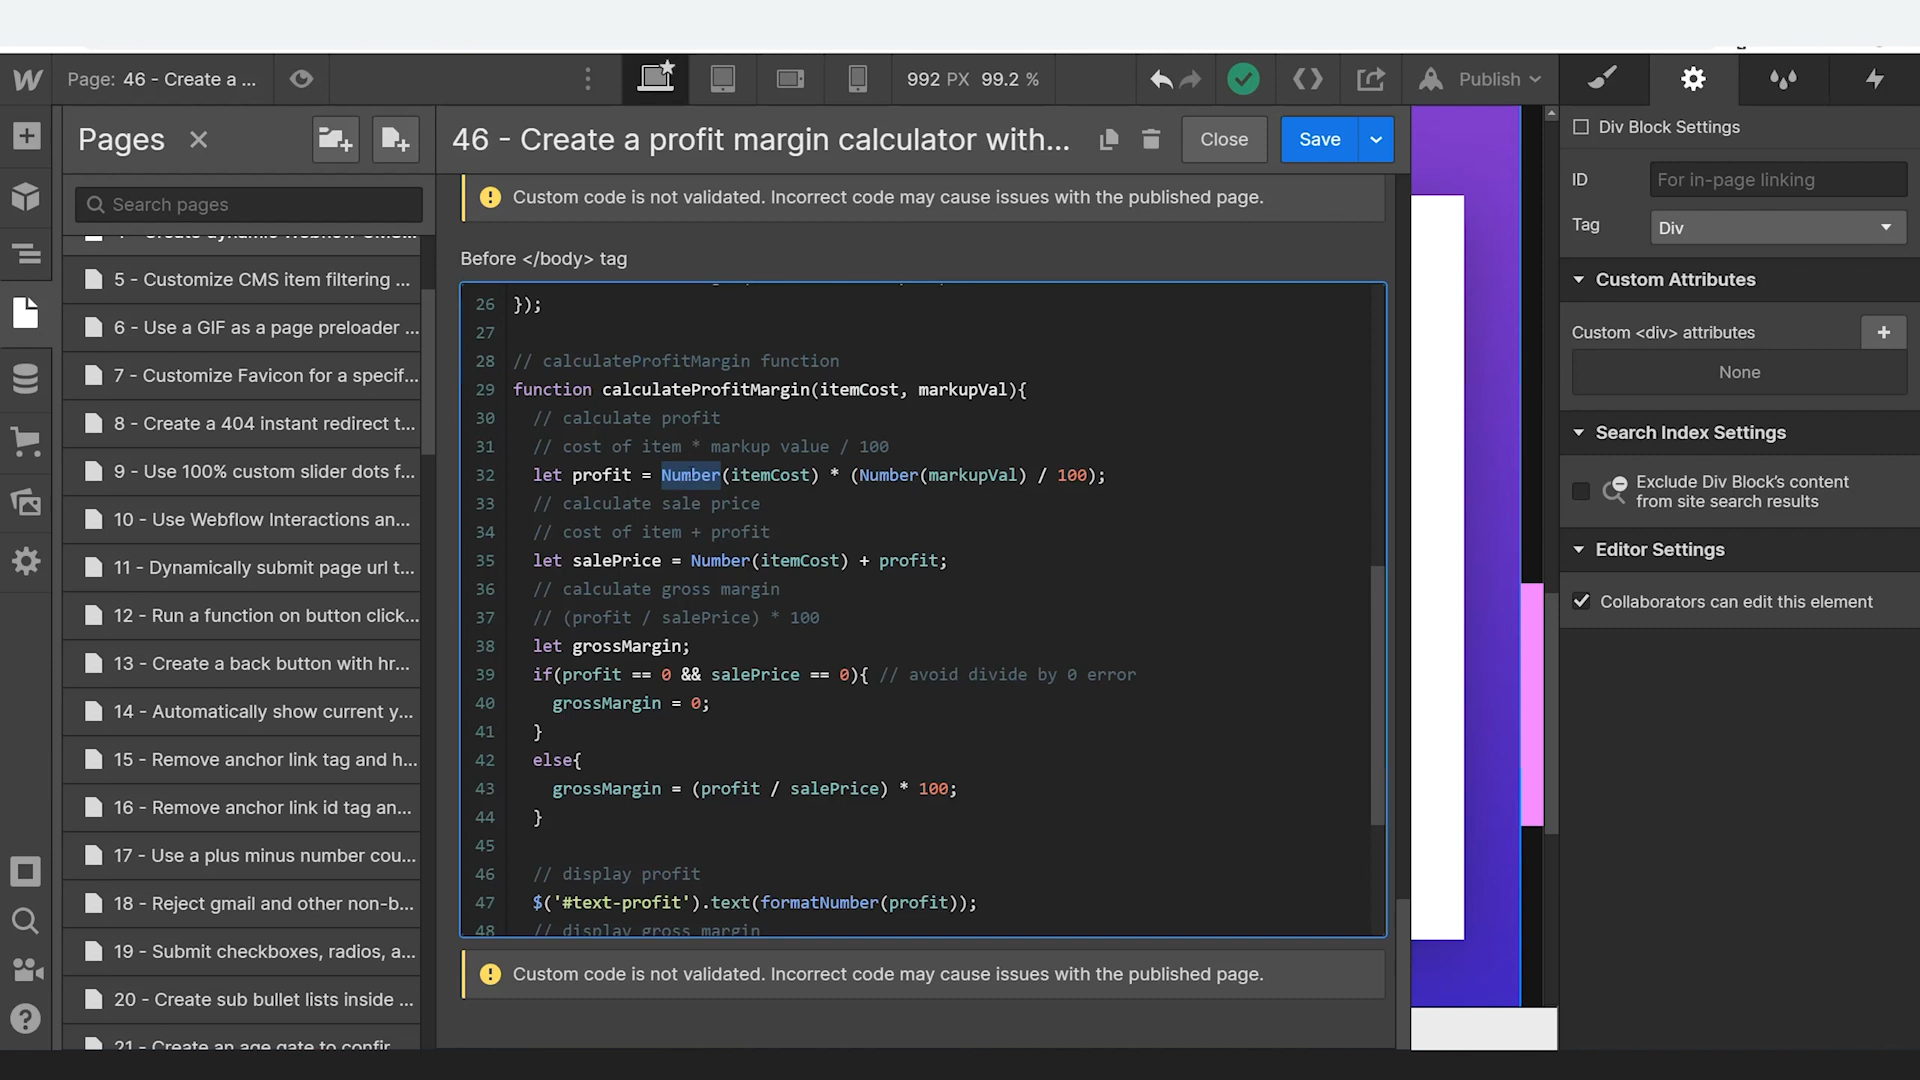 Page: 46 - Create a ...
992 PX 99.2 %
Publish
Pages
Search pages
5 - Customize CMS item filtering ...
6 - Use a GIF as a page preloader ...
7 - Customize Favicon for a specif...
8 - Create a 404 instant redirect t...
9 - Use 100% custom slider dots f...
10 - Use Webflow Interactions an...
11 - Dynamically submit page url t...
12 - Run a function on button click...
13 - Create a back button with hr...
14 - Automatically show current y...
15 - Remove anchor link tag and h...
16 - Remove anchor link id tag an...
17 - Use a plus minus number cou...
18 - Reject gmail and other non-b...
19 - Submit checkboxes, radios, a...
20 - Create sub bullet lists inside ...
21 - Create an age gate to confir
46 - Create a profit margin calculator with...
Close
Save
Custom code is not validated. Incorrect code may cause issues with the published page.
Before </body> tag
26 });
27
28 // calculateProfitMargin function
29 function calculateProfitMargin(itemCost, markupVal){
30 // calculate profit
31 // cost of item * markup value / 100
32 let profit = Number(itemCost) * (Number(markupVal) / 100);
33 // calculate sale price
34 // cost of item + profit
35 let salePrice = Number(itemCost) + profit;
36 // calculate gross margin
37 // (profit / salePrice) * 100
38 let grossMargin;
39 if(profit == 0 && salePrice == 0){ // avoid divide by 0 error
40 grossMargin = 0;
41 }
42 else{
43 grossMargin = (profit / salePrice) * 100;
44 }
45
46 // display profit
47 $('#text-profit').text(formatNumber(profit));
48 // display gross margin
Custom code is not validated. Incorrect code may cause issues with the published page.
Div Block Settings
ID
For in-page linking
Tag
Div
Custom Attributes
Custom <div> attributes
None
Search Index Settings
Exclude Div Block's content
from site search results
Editor Settings
Collaborators can edit this element